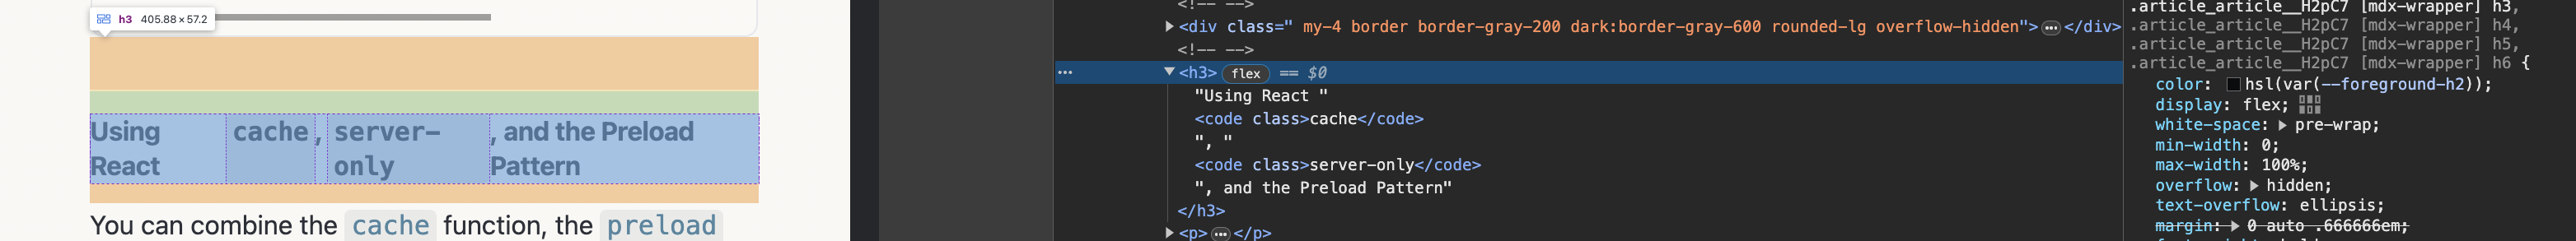 h3 405.88 × 57.2
Using React
cache
,
server-only
, and the Preload Pattern
You can combine the cache function, the preload
<!-- -->
▶<div class=" my-4 border border-gray-200 dark:border-gray-600 rounded-lg overflow-hidden">…</div>
<!-- -->
… ▼<h3> flex == $0
"Using React "
<code class>cache</code>
", "
<code class>server-only</code>
", and the Preload Pattern"
</h3>
▶<p>…</p>
.article_article__H2pC7 [mdx-wrapper] h3,
.article_article__H2pC7 [mdx-wrapper] h4,
.article_article__H2pC7 [mdx-wrapper] h5,
.article_article__H2pC7 [mdx-wrapper] h6 {
color: hsl(var(--foreground-h2));
display: flex;
white-space: ▶ pre-wrap;
min-width: 0;
max-width: 100%;
overflow: ▶ hidden;
text-overflow: ellipsis;
margin: ▶ 0 auto .666666em;